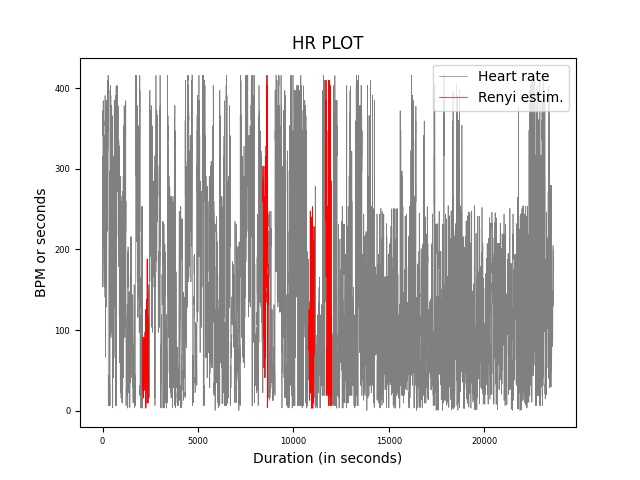 HR PLOT
Heart rate
Renyi estim.
BPM or seconds
400
300
200
100
0
0 5000 10000 15000 20000
Duration (in seconds)